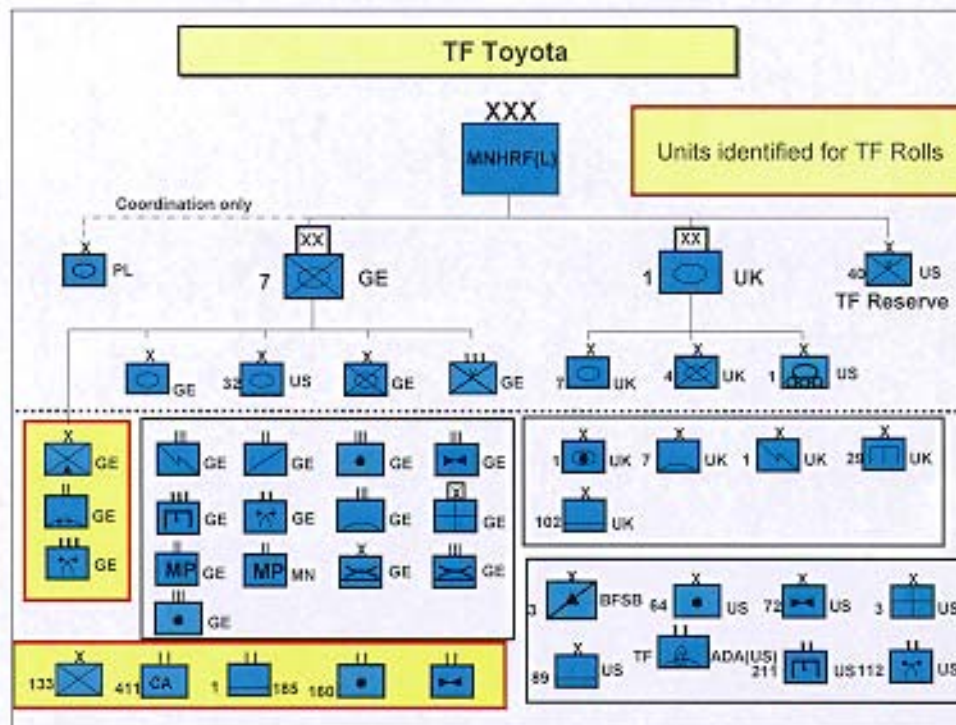 TF Toyota
XXX
MNHRF(L)
Units identified for TF Rolls
Coordination only
X
PL
XX
7 GE
XX
1 UK
X
40 US
TF Reserve
X
GE
X
32 US
X
GE
III
GE
X
7 UK
X
4 UK
X
1 US
X
GE
II
GE
III
GE
III
GE
II
GE
III
GE
III
GE
III
GE
II
GE
III
GE
X
GE
II
MP GE
II
MP MN
X
GE
III
GE
III
GE
X
1 UK
X
7 UK
X
1 UK
X
29 UK
X
102 UK
X
3 BFSB
X
64 US
X
72 US
X
3 US
X
89 US
II
TF ADA(US)
II
211 US
II
112 US
X
133
II
411 CA
II
1 185
II
160
II